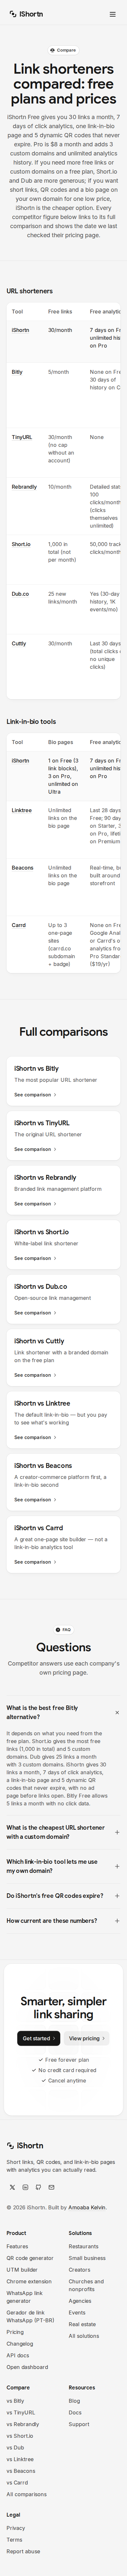 iShortn
Compare
Link shorteners
compared: free
plans and prices
iShortn Free gives you 30 links a month, 7
days of click analytics, one link-in-bio
page and 5 dynamic QR codes that never
expire. Pro is $8 a month and adds 3
custom domains and unlimited analytics
history. If you need more free links or
custom domains on a free plan, Short.io
and Dub are more generous; if you want
short links, QR codes and a bio page on
your own domain in one subscription,
iShortn is the cheaper option. Every
competitor figure below links to its full
comparison and shows the date we last
checked their pricing page.
URL shorteners
Tool
Free links
Free analytics
iShortn
30/month
7 days on Fr
unlimited his
on Pro
Bitly
5/month
None on Fre
30 days of
history on C
TinyURL
30/month
(no cap
without an
account)
None
Rebrandly
10/month
Detailed stat
100
clicks/month
(clicks
themselves
unlimited)
Short.io
1,000 in
total (not
per month)
50,000 track
clicks/month
Dub.co
25 new
links/month
Yes (30-day
history, 1K
events/mo)
Cuttly
30/month
Last 30 days
(total clicks
no unique
clicks)
Link-in-bio tools
Tool
Bio pages
Free analytics
iShortn
1 on Free (3
link blocks),
3 on Pro,
unlimited on
Ultra
7 days on Fr
unlimited his
on Pro
Linktree
Unlimited
links on the
bio page
Last 28 days
Free; 90 day
on Starter,
on Pro, lifet
on Premium
Beacons
Unlimited
links on the
bio page
Real-time, b
built around
storefront
Carrd
Up to 3
one-page
sites
(carrd.co
subdomain
+ badge)
None on Fre
Google Anal
or Carrd's o
analytics fro
Pro Standar
($19/yr)
Full comparisons
iShortn vs Bitly
The most popular URL shortener
See comparison
iShortn vs TinyURL
The original URL shortener
See comparison
iShortn vs Rebrandly
Branded link management platform
See comparison
iShortn vs Short.io
White-label link shortener
See comparison
iShortn vs Dub.co
Open-source link management
See comparison
iShortn vs Cuttly
Link shortener with a branded domain
on the free plan
See comparison
iShortn vs Linktree
The default link-in-bio — but you pay
to see what's working
See comparison
iShortn vs Beacons
A creator-commerce platform first, a
link-in-bio second
See comparison
iShortn vs Carrd
A great one-page site builder — not a
link-in-bio analytics tool
See comparison
FAQ
Questions
Competitor answers use each company's
own pricing page.
What is the best free Bitly
alternative?
It depends on what you need from the
free plan. Short.io gives the most free
links (1,000 in total) and 5 custom
domains. Dub gives 25 links a month
with 3 custom domains. iShortn gives 30
links a month, 7 days of click analytics,
a link-in-bio page and 5 dynamic QR
codes that never expire, with no ad
page before links open. Bitly Free allows
5 links a month with no click data.
What is the cheapest URL shortener
with a custom domain?
Which link-in-bio tool lets me use
my own domain?
Do iShortn's free QR codes expire?
How current are these numbers?
Smarter, simpler
link sharing
Get started
View pricing
Free forever plan
No credit card required
Cancel anytime
iShortn
Short links, QR codes, and link-in-bio pages
with analytics you can actually read.
© 2026 iShortn. Built by Amoaba Kelvin.
Product
Features
QR code generator
UTM builder
Chrome extension
WhatsApp link
generator
Gerador de link
WhatsApp (PT-BR)
Pricing
Changelog
API docs
Open dashboard
Solutions
Restaurants
Small business
Creators
Churches and
nonprofits
Agencies
Events
Real estate
All solutions
Compare
vs Bitly
vs TinyURL
vs Rebrandly
vs Short.io
vs Dub
vs Linktree
vs Beacons
vs Carrd
All comparisons
Resources
Blog
Docs
Support
Legal
Privacy
Terms
Report abuse